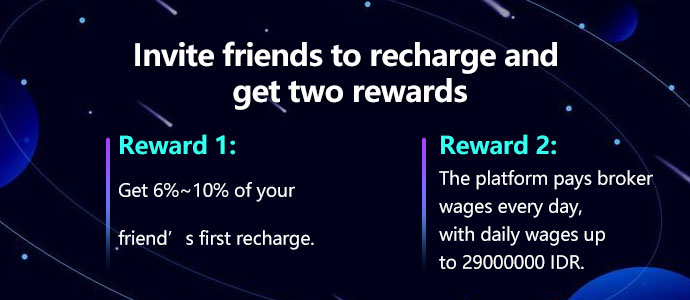 Invite friends to recharge and
get two rewards
Reward 1:
Get 6%~10% of your
friend’ s first recharge.
Reward 2:
The platform pays broker
wages every day,
with daily wages up
to 29000000 IDR.